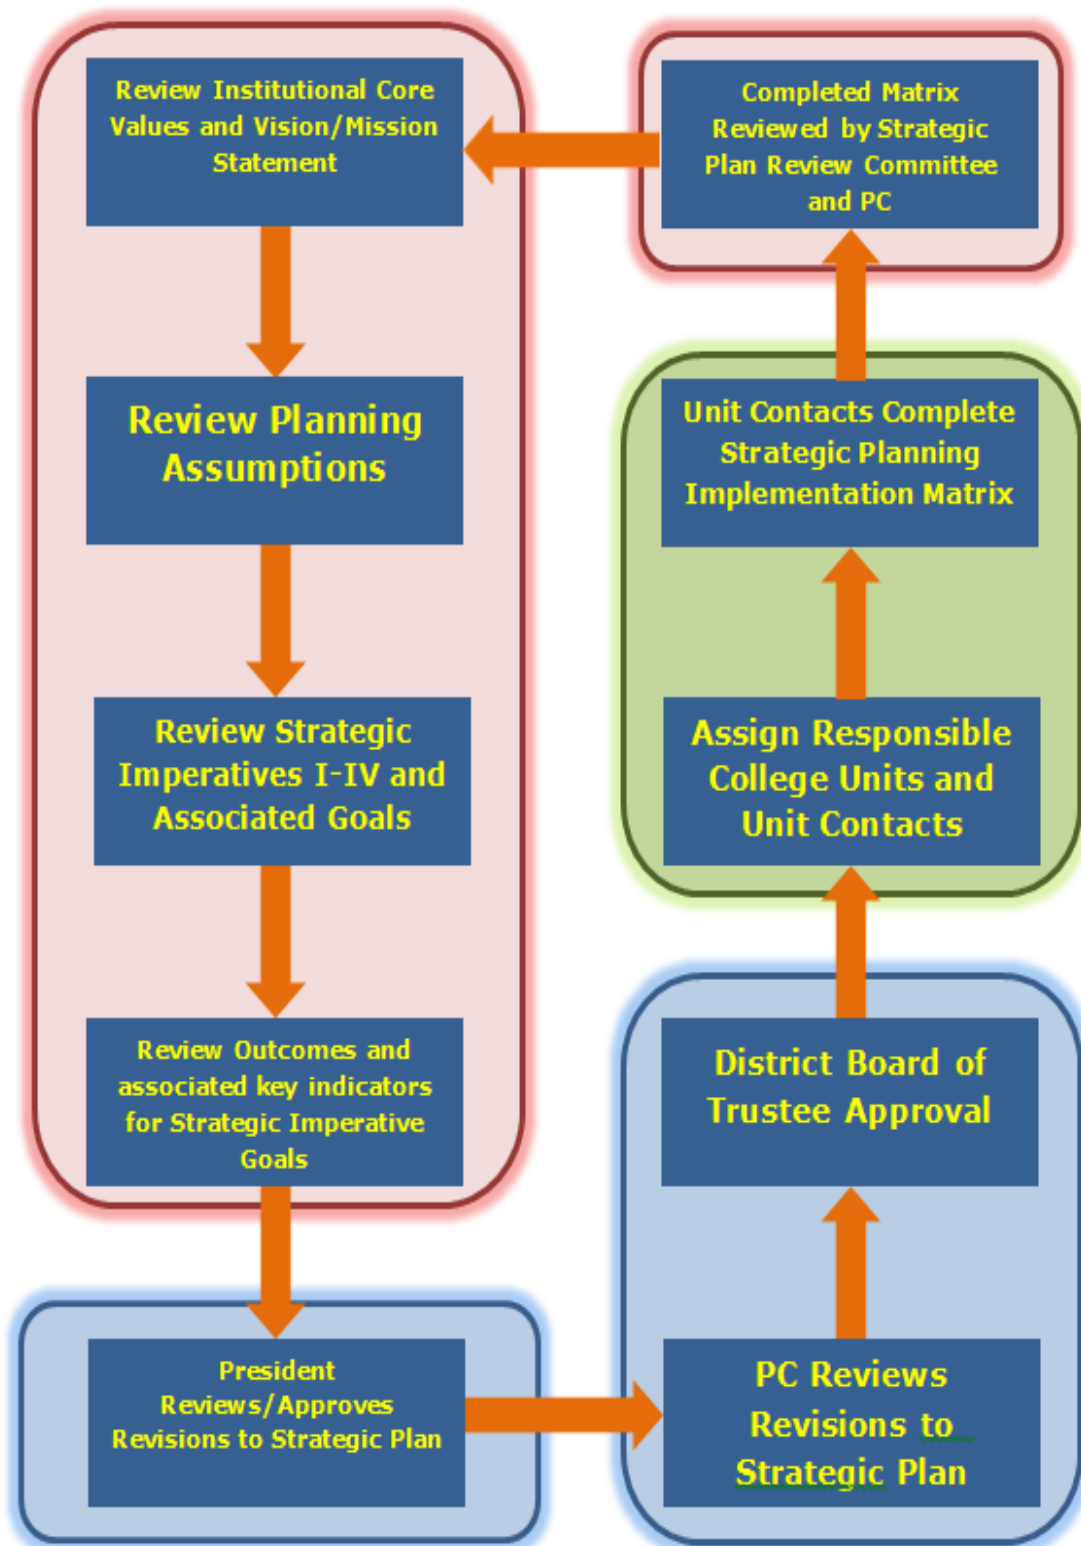 Review Institutional Core
Values and Vision/Mission
Statement
Review Planning
Assumptions
Review Strategic
Imperatives I-IV and
Associated Goals
Review Outcomes and
associated key indicators
for Strategic Imperative
Goals
President
Reviews/Approves
Revisions to Strategic Plan
PC Reviews
Revisions to
Strategic Plan
District Board of
Trustee Approval
Assign Responsible
College Units and
Unit Contacts
Unit Contacts Complete
Strategic Planning
Implementation Matrix
Completed Matrix
Reviewed by Strategic
Plan Review Committee
and PC